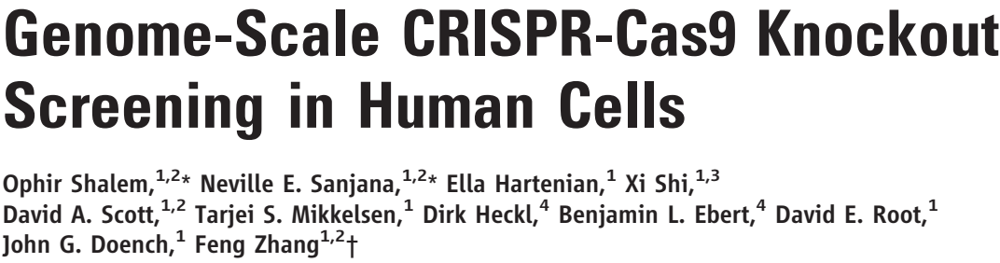 Genome-Scale CRISPR-Cas9 Knockout
Screening in Human Cells
Ophir Shalem,1,2* Neville E. Sanjana,1,2* Ella Hartenian,1 Xi Shi,1,3
David A. Scott,1,2 Tarjei S. Mikkelsen,1 Dirk Heckl,4 Benjamin L. Ebert,4 David E. Root,1
John G. Doench,1 Feng Zhang1,2†